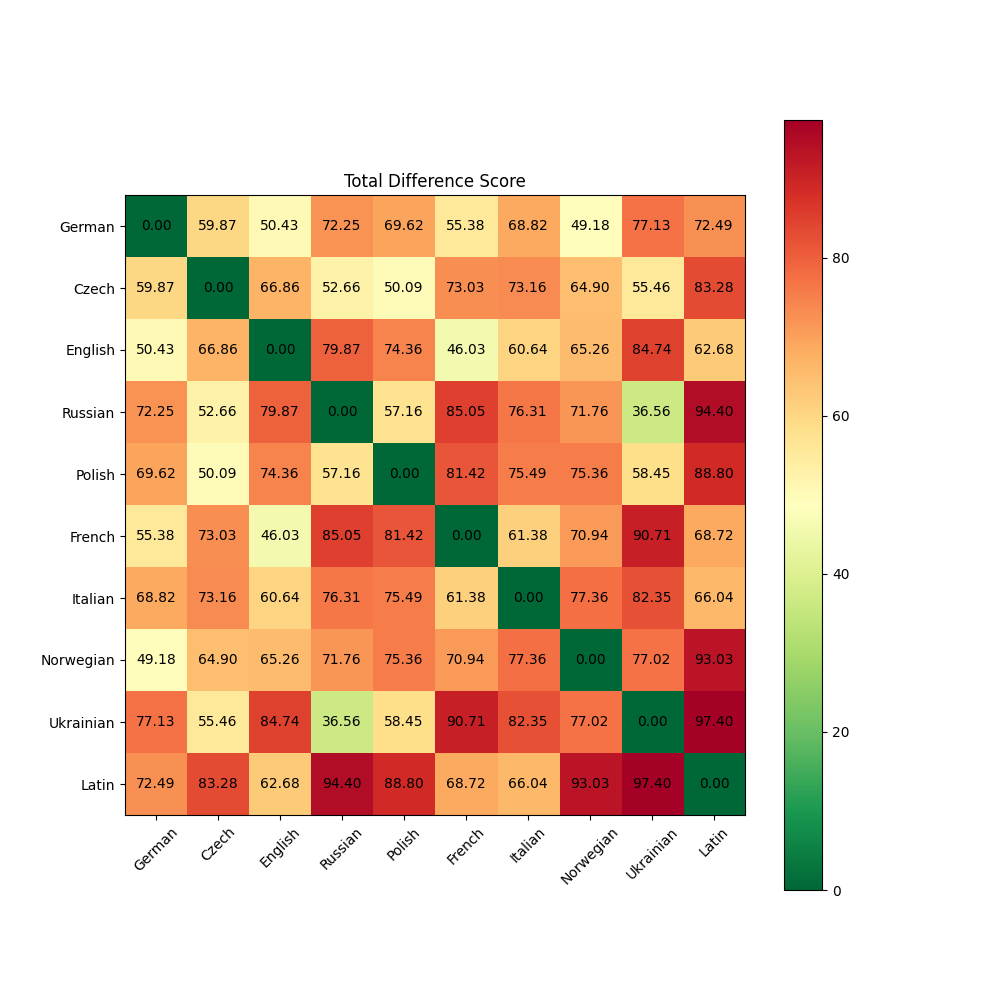 Total Difference Score
German 0.00 59.87 50.43 72.25 69.62 55.38 68.82 49.18 77.13 72.49
Czech 59.87 0.00 66.86 52.66 50.09 73.03 73.16 64.90 55.46 83.28
English 50.43 66.86 0.00 79.87 74.36 46.03 60.64 65.26 84.74 62.68
Russian 72.25 52.66 79.87 0.00 57.16 85.05 76.31 71.76 36.56 94.40
Polish 69.62 50.09 74.36 57.16 0.00 81.42 75.49 75.36 58.45 88.80
French 55.38 73.03 46.03 85.05 81.42 0.00 61.38 70.94 90.71 68.72
Italian 68.82 73.16 60.64 76.31 75.49 61.38 0.00 77.36 82.35 66.04
Norwegian 49.18 64.90 65.26 71.76 75.36 70.94 77.36 0.00 77.02 93.03
Ukrainian 77.13 55.46 84.74 36.56 58.45 90.71 82.35 77.02 0.00 97.40
Latin 72.49 83.28 62.68 94.40 88.80 68.72 66.04 93.03 97.40 0.00
German Czech English Russian Polish French Italian Norwegian Ukrainian Latin
80
60
40
20
0